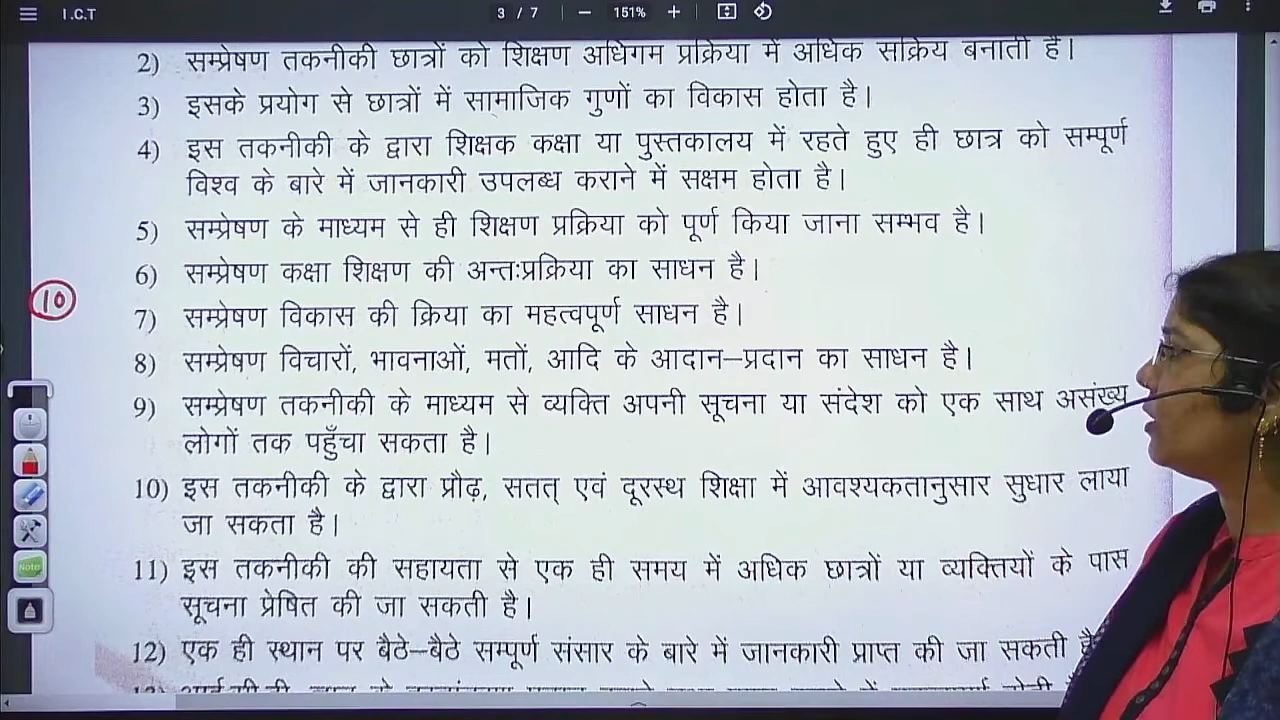 I.C.T
3 / 7
151%
2) सम्प्रेषण तकनीकी छात्रों को शिक्षण अधिगम प्रक्रिया में अधिक सक्रिय बनाती है।
3) इसके प्रयोग से छात्रों में सामाजिक गुणों का विकास होता है।
4) इस तकनीकी के द्वारा शिक्षक कक्षा या पुस्तकालय में रहते हुए ही छात्र को सम्पूर्ण
विश्व के बारे में जानकारी उपलब्ध कराने में सक्षम होता है।
5) सम्प्रेषण के माध्यम से ही शिक्षण प्रक्रिया को पूर्ण किया जाना सम्भव है।
6) सम्प्रेषण कक्षा शिक्षण की अन्तःप्रक्रिया का साधन है।
10
7) सम्प्रेषण विकास की क्रिया का महत्वपूर्ण साधन है।
8) सम्प्रेषण विचारों, भावनाओं, मतों, आदि के आदान–प्रदान का साधन है।
9) सम्प्रेषण तकनीकी के माध्यम से व्यक्ति अपनी सूचना या संदेश को एक साथ असंख्य
लोगों तक पहुँचा सकता है।
10) इस तकनीकी के द्वारा प्रौढ़, सतत् एवं दूरस्थ शिक्षा में आवश्यकतानुसार सुधार लाया
जा सकता है।
11) इस तकनीकी की सहायता से एक ही समय में अधिक छात्रों या व्यक्तियों के पास
सूचना प्रेषित की जा सकती है।
Note
12) एक ही स्थान पर बैठे–बैठे सम्पूर्ण संसार के बारे में जानकारी प्राप्त की जा सकती है